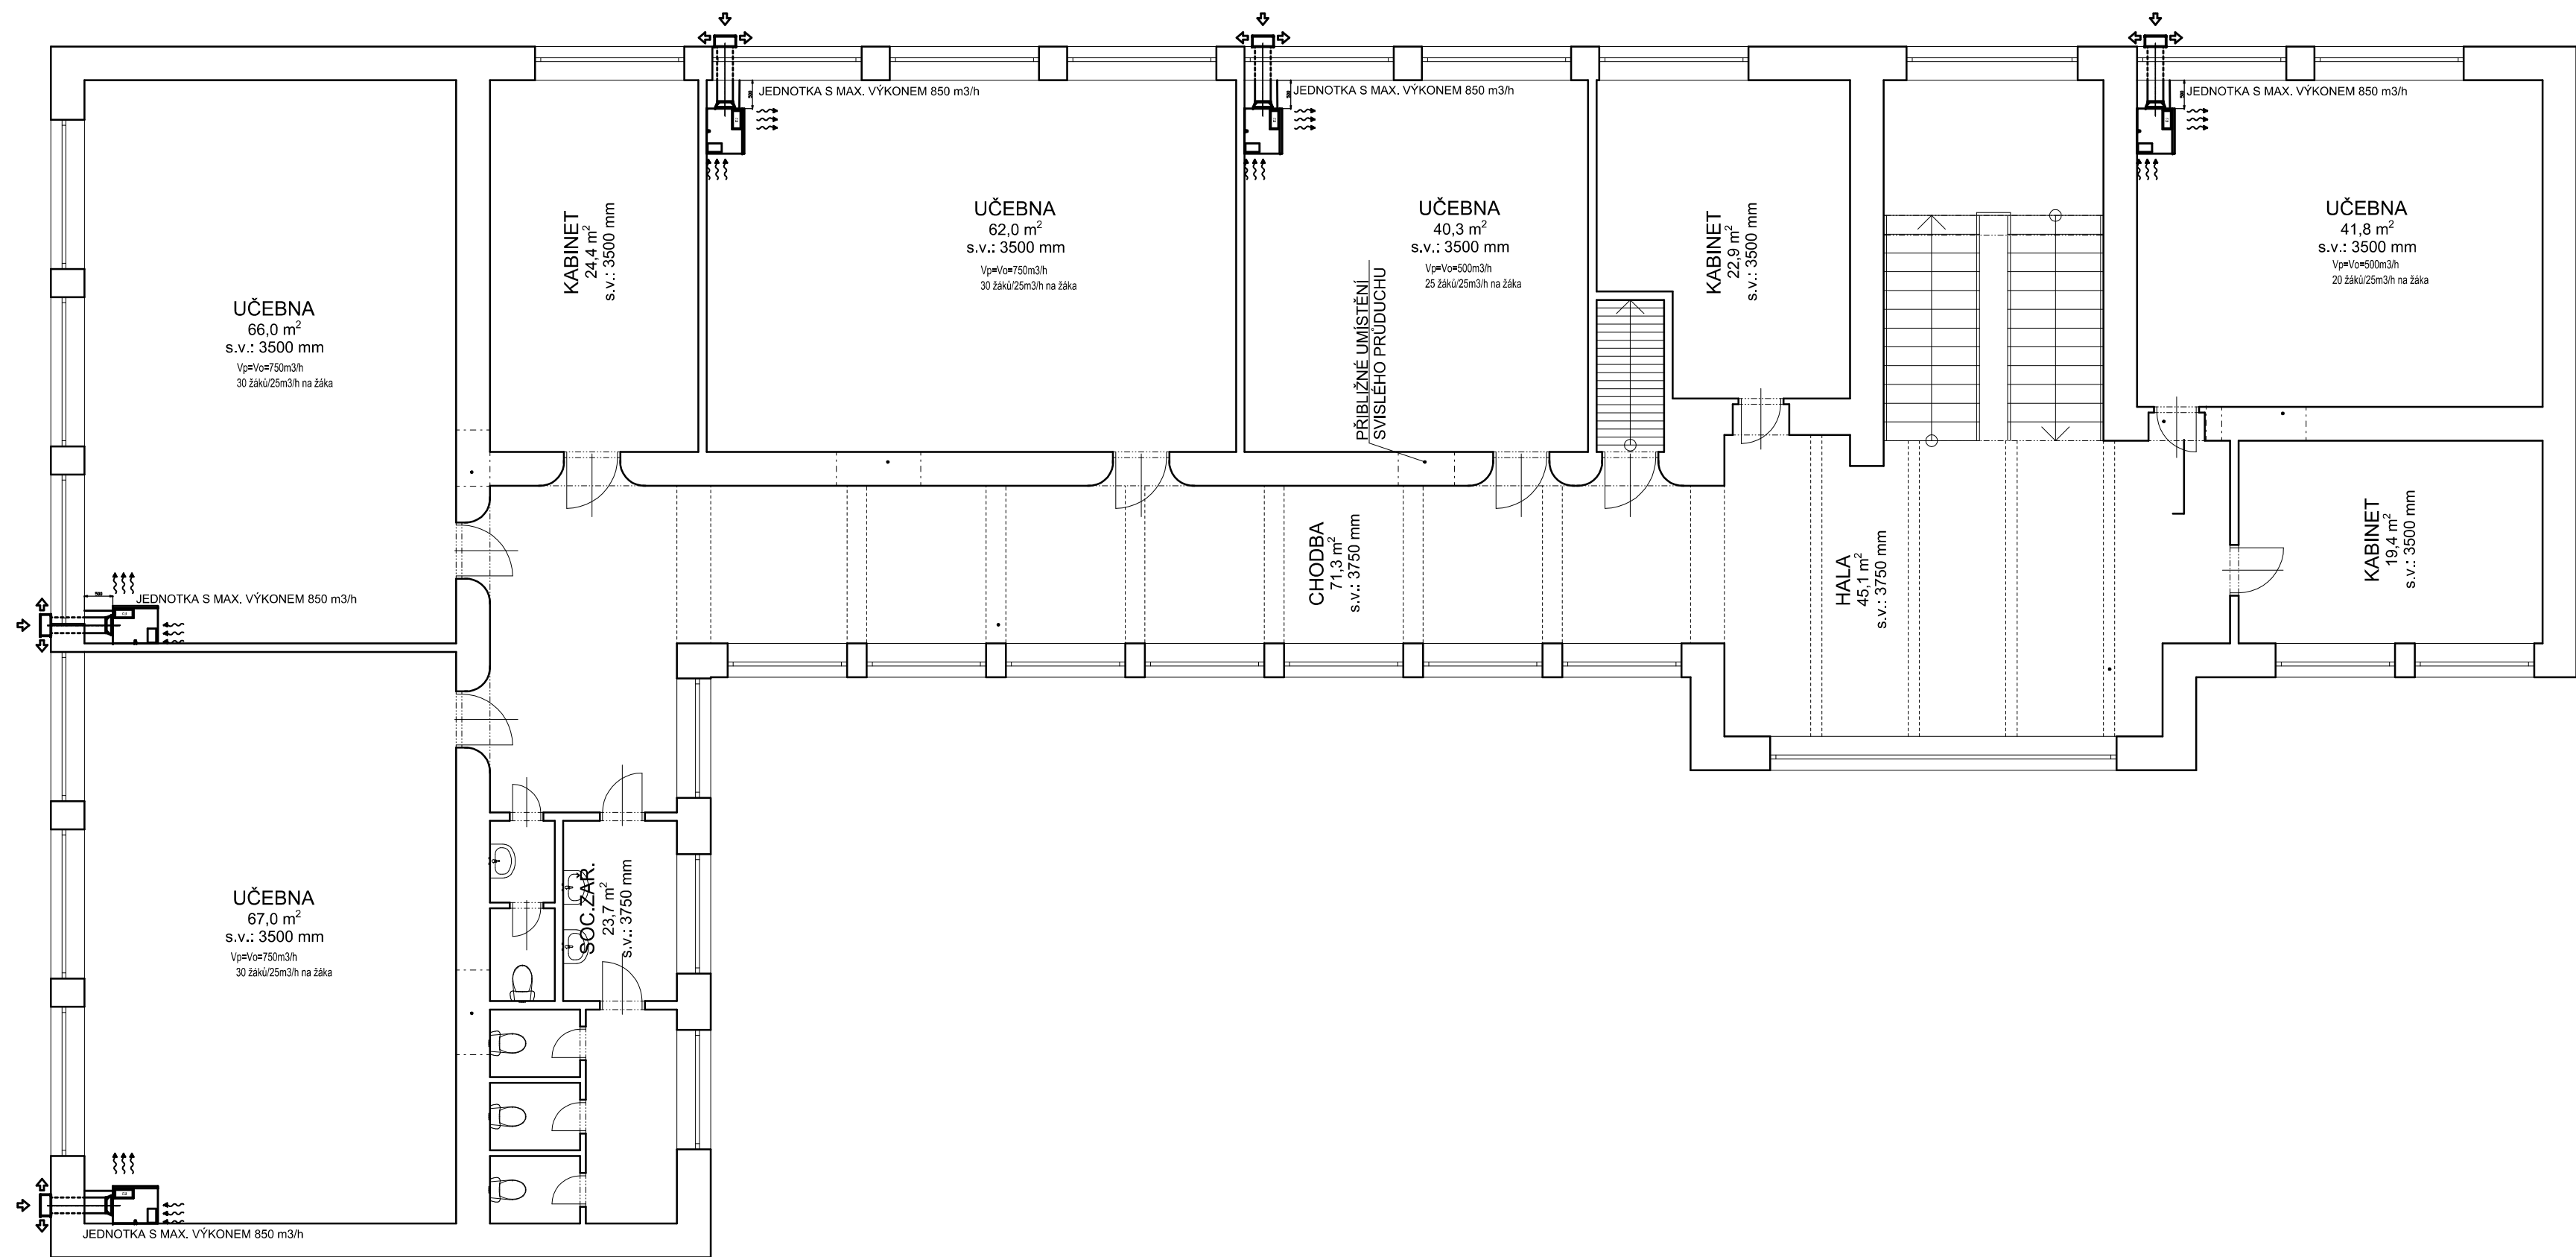 JEDNOTKA S MAX. VÝKONEM 850 m3/h
JEDNOTKA S MAX. VÝKONEM 850 m3/h
JEDNOTKA S MAX. VÝKONEM 850 m3/h
UČEBNA
66,0 m²
s.v.: 3500 mm
Vp=Vo=750m3/h
30 žáků/25m3/h na žáka
KABINET
24,4 m²
s.v.: 3500 mm
UČEBNA
62,0 m²
s.v.: 3500 mm
Vp=Vo=750m3/h
30 žáků/25m3/h na žáka
UČEBNA
40,3 m²
s.v.: 3500 mm
Vp=Vo=500m3/h
25 žáků/25m3/h na žáka
PŘIBLIŽNÉ UMÍSTĚNÍ
SVISLÉHO PRŮDUCHU
KABINET
22,9 m²
s.v.: 3500 mm
UČEBNA
41,8 m²
s.v.: 3500 mm
Vp=Vo=500m3/h
20 žáků/25m3/h na žáka
JEDNOTKA S MAX. VÝKONEM 850 m3/h
CHODBA
71,3 m²
s.v.: 3750 mm
HALA
45,1 m²
s.v.: 3750 mm
KABINET
19,4 m²
s.v.: 3500 mm
UČEBNA
67,0 m²
s.v.: 3500 mm
Vp=Vo=750m3/h
30 žáků/25m3/h na žáka
SOC.ZAŘ.
23,7 m²
s.v.: 3750 mm
JEDNOTKA S MAX. VÝKONEM 850 m3/h